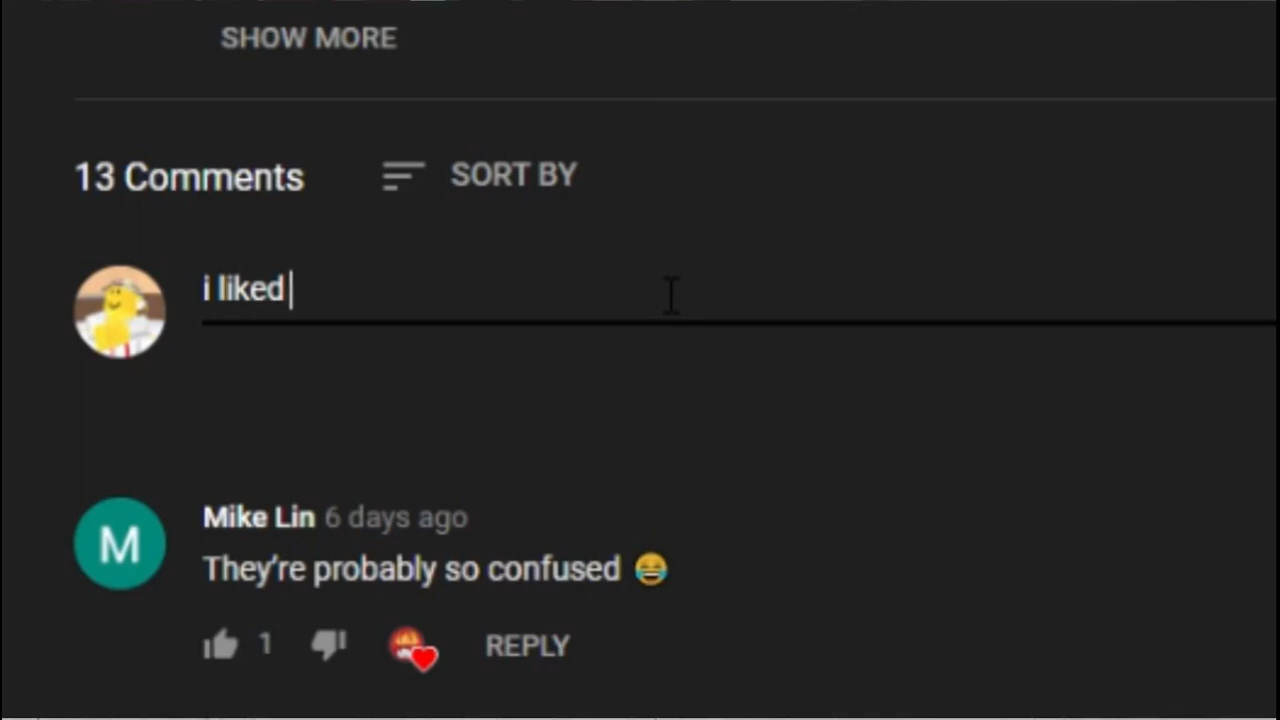 SHOW MORE
13 Comments SORT BY
i liked
Mike Lin 6 days ago
They're probably so confused 😂
1 REPLY
M